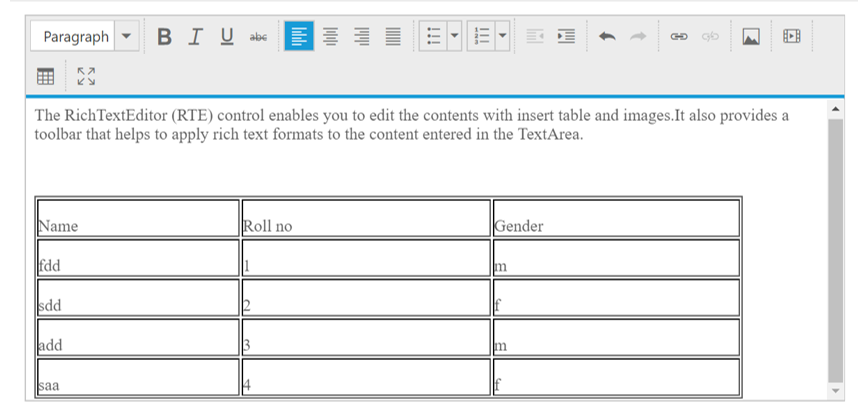 Paragraph B I U abc
The RichTextEditor (RTE) control enables you to edit the contents with insert table and images.It also provides a
toolbar that helps to apply rich text formats to the content entered in the TextArea.
Name Roll no Gender
fdd 1 m
sdd 2 f
add 3 m
saa 4 f